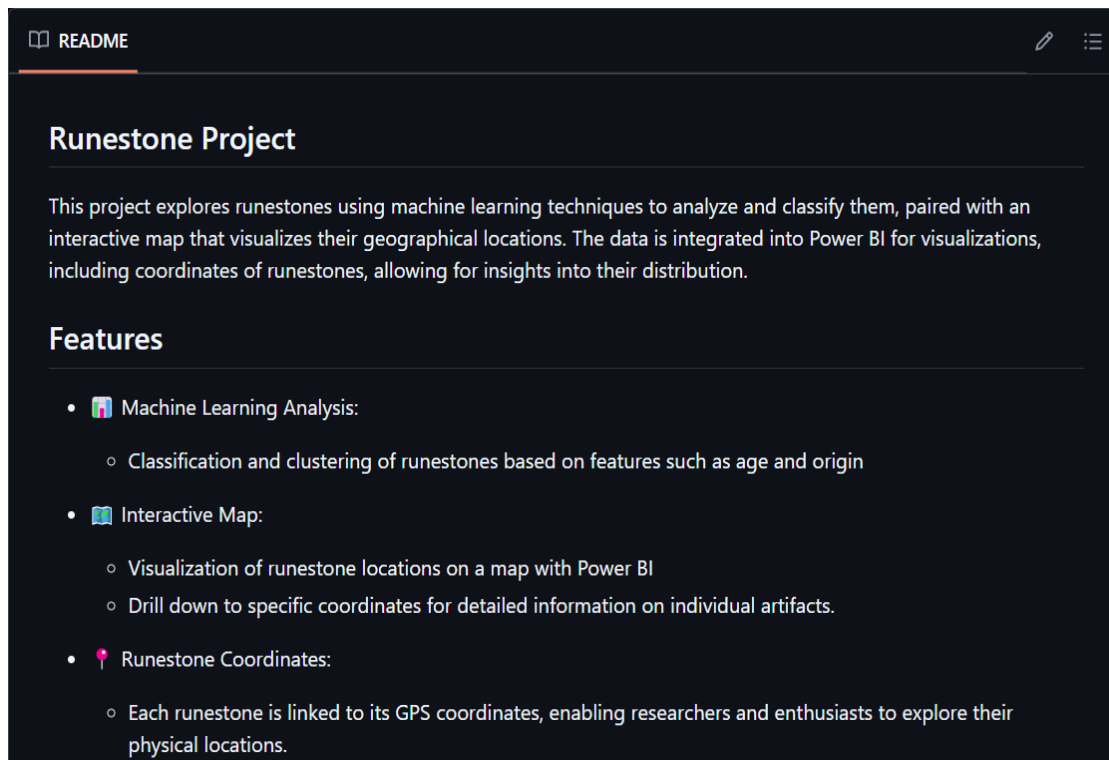 README
Runestone Project
This project explores runestones using machine learning techniques to analyze and classify them, paired with an
interactive map that visualizes their geographical locations. The data is integrated into Power BI for visualizations,
including coordinates of runestones, allowing for insights into their distribution.
Features
Machine Learning Analysis:
Classification and clustering of runestones based on features such as age and origin
Interactive Map:
Visualization of runestone locations on a map with Power BI
Drill down to specific coordinates for detailed information on individual artifacts.
Runestone Coordinates:
Each runestone is linked to its GPS coordinates, enabling researchers and enthusiasts to explore their
physical locations.